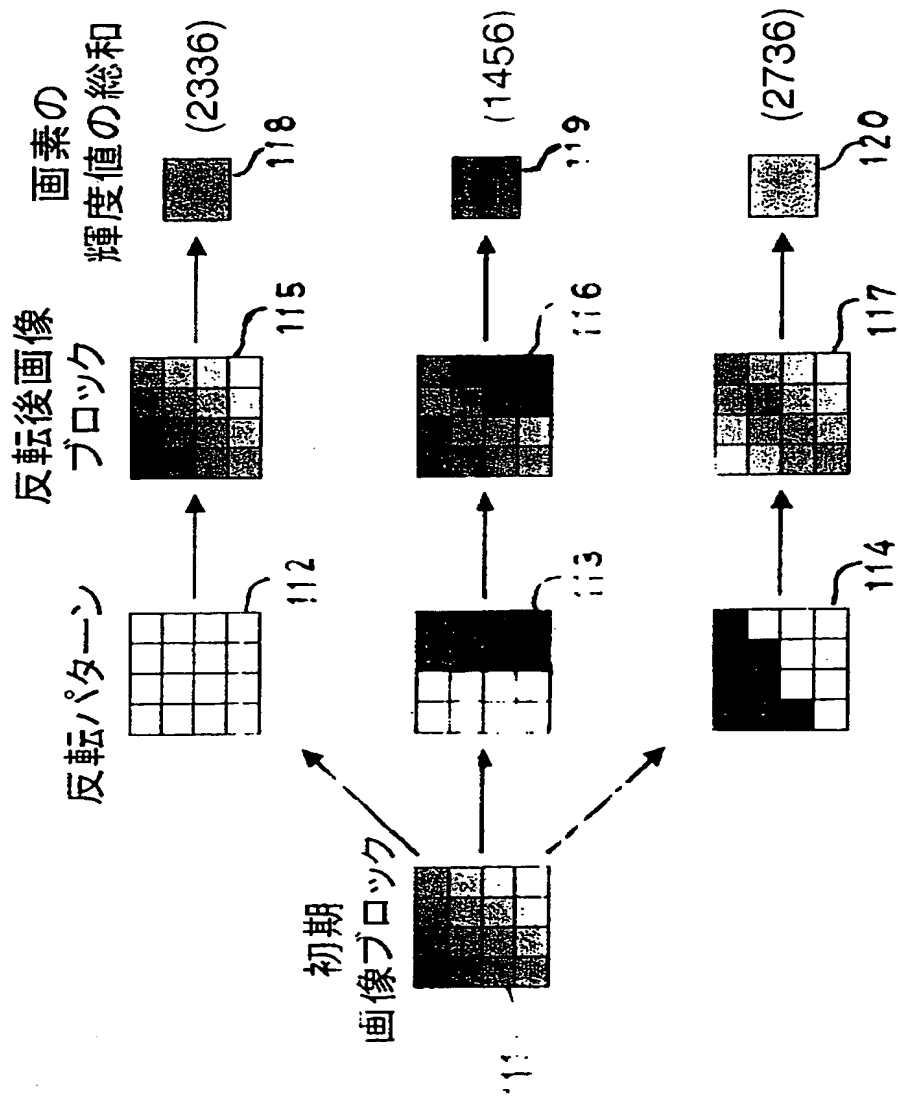 初期
画像ブロック
反転パターン
反転後画像
ブロック
画素の
輝度値の総和
112
115
118
(2336)
113
116
119
(1456)
114
117
120
(2736)